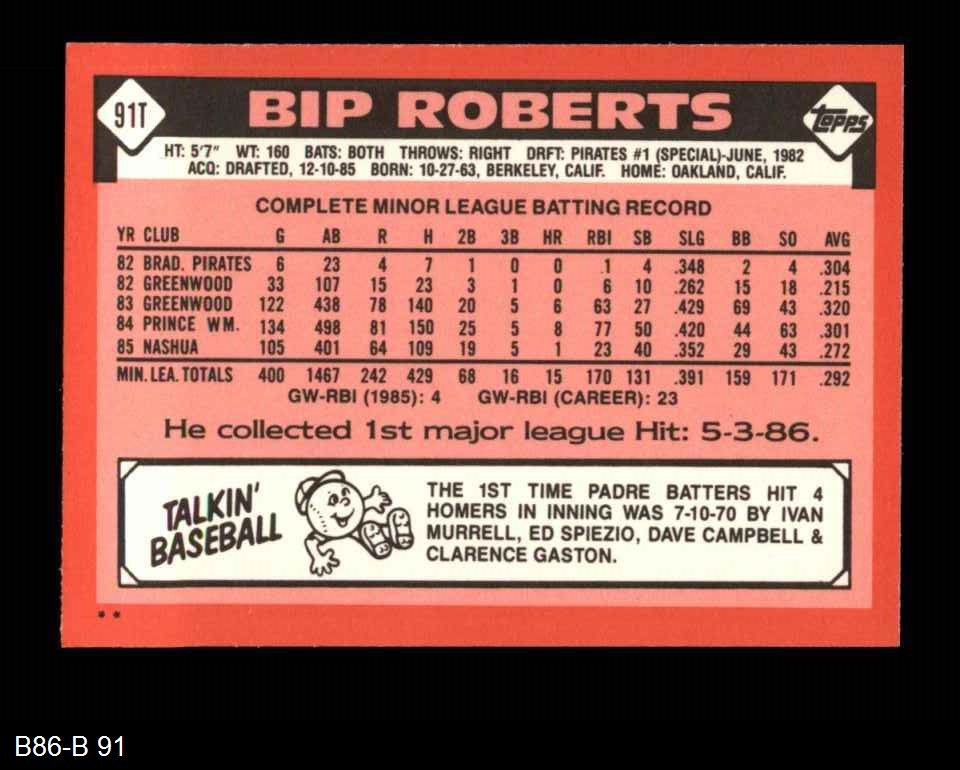 91T
BIP ROBERTS
topps
HT: 5'7" WT: 160 BATS: BOTH THROWS: RIGHT DRFT: PIRATES #1 (SPECIAL)-JUNE, 1982
ACQ: DRAFTED, 12-10-85 BORN: 10-27-63, BERKELEY, CALIF. HOME: OAKLAND, CALIF.
COMPLETE MINOR LEAGUE BATTING RECORD
YR CLUB G AB R H 2B 3B HR RBI SB SLG BB SO AVG
82 BRAD. PIRATES 6 23 4 7 1 0 0 .1 4 .348 2 4 .304
82 GREENWOOD 33 107 15 23 3 1 0 6 10 .262 15 18 .215
83 GREENWOOD 122 438 78 140 20 5 6 63 27 .429 69 43 .320
84 PRINCE WM. 134 498 81 150 25 5 8 77 50 .420 44 63 .301
85 NASHUA 105 401 64 109 19 5 1 23 40 .352 29 43 .272
MIN. LEA. TOTALS 400 1467 242 429 68 16 15 170 131 .391 159 171 .292
GW-RBI (1985): 4 GW-RBI (CAREER): 23
He collected 1st major league Hit: 5-3-86.
TALKIN'
BASEBALL
THE 1ST TIME PADRE BATTERS HIT 4
HOMERS IN INNING WAS 7-10-70 BY IVAN
MURRELL, ED SPIEZIO, DAVE CAMPBELL &
CLARENCE GASTON.
**
B86-B 91